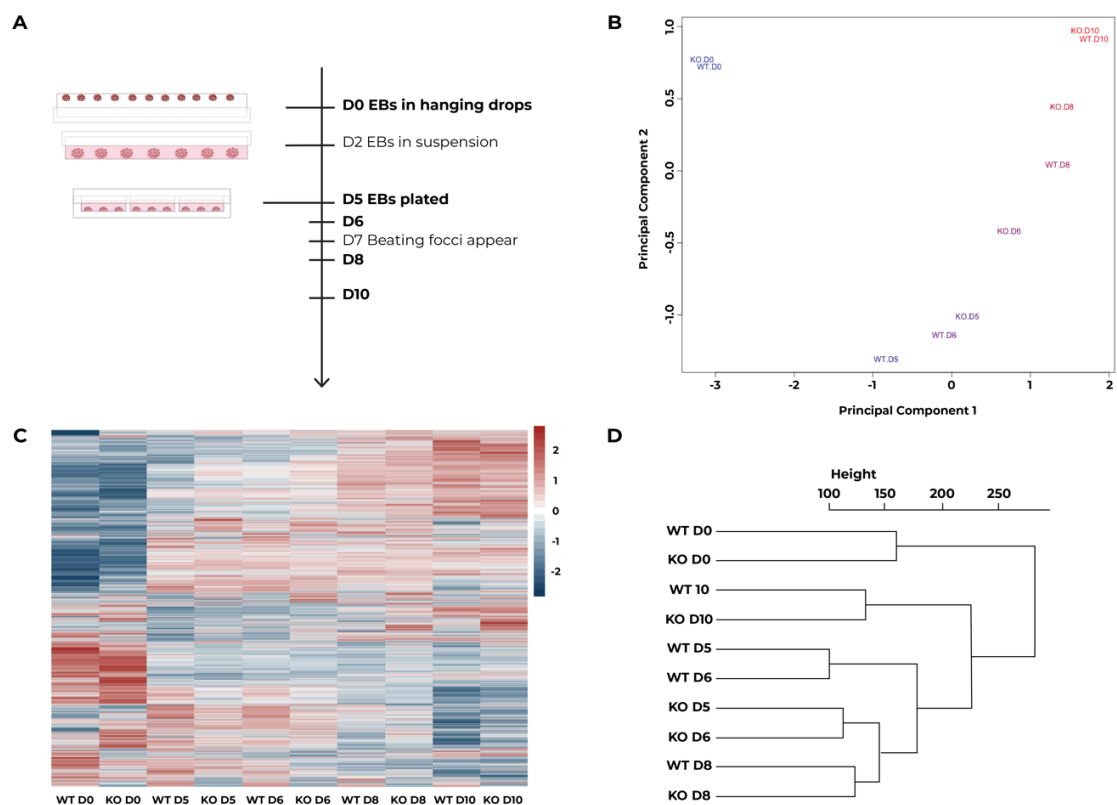 A
D0 EBs in hanging drops
D2 EBs in suspension
D5 EBs plated
D6
D7 Beating focci appear
D8
D10
B
Principal Component 2
1.0
0.5
0.0
-0.5
-1.0
KO.D0
WT.D0
KO.D10
WT.D10
KO.D8
WT.D8
KO.D6
KO.D5
WT.D6
WT.D5
-3 -2 -1 0 1 2
Principal Component 1
C
2
1
0
-1
-2
WT D0 KO D0 WT D5 KO D5 WT D6 KO D6 WT D8 KO D8 WT D10 KO D10
D
Height
100 150 200 250
WT D0
KO D0
WT 10
KO D10
WT D5
WT D6
KO D5
KO D6
WT D8
KO D8